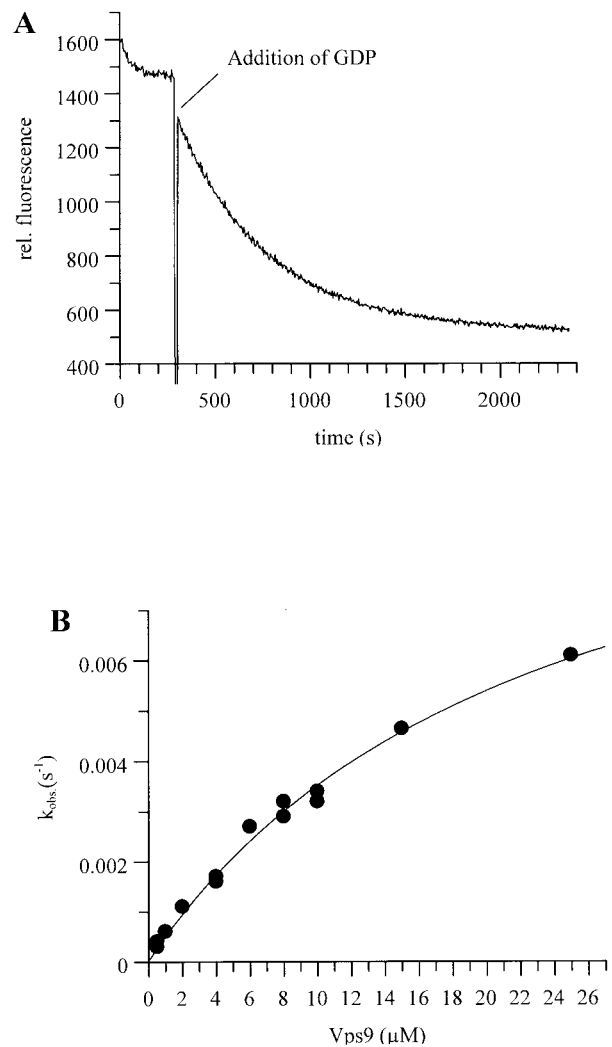 A
1600
1400
1200
1000
800
600
400
rel. fluorescence
Addition of GDP
0 500 1000 1500 2000
time (s)
B
0.006
0.004
0.002
0
k_obs.(s⁻¹)
0 2 4 6 8 10 12 14 16 18 20 22 24 26
Vps9 (μM)